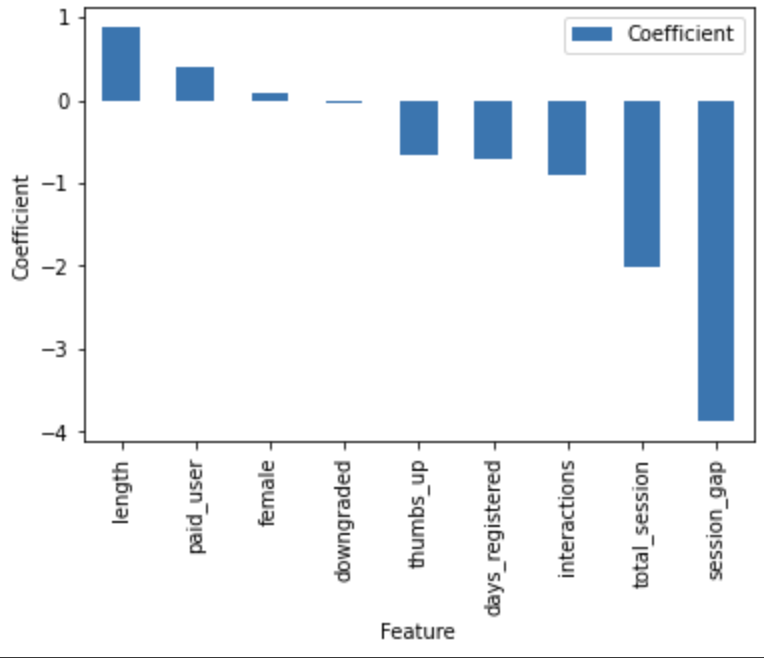 Coefficient
1
0
−1
−2
−3
−4
Coefficient
length
paid_user
female
downgraded
thumbs_up
days_registered
interactions
total_session
session_gap
Feature